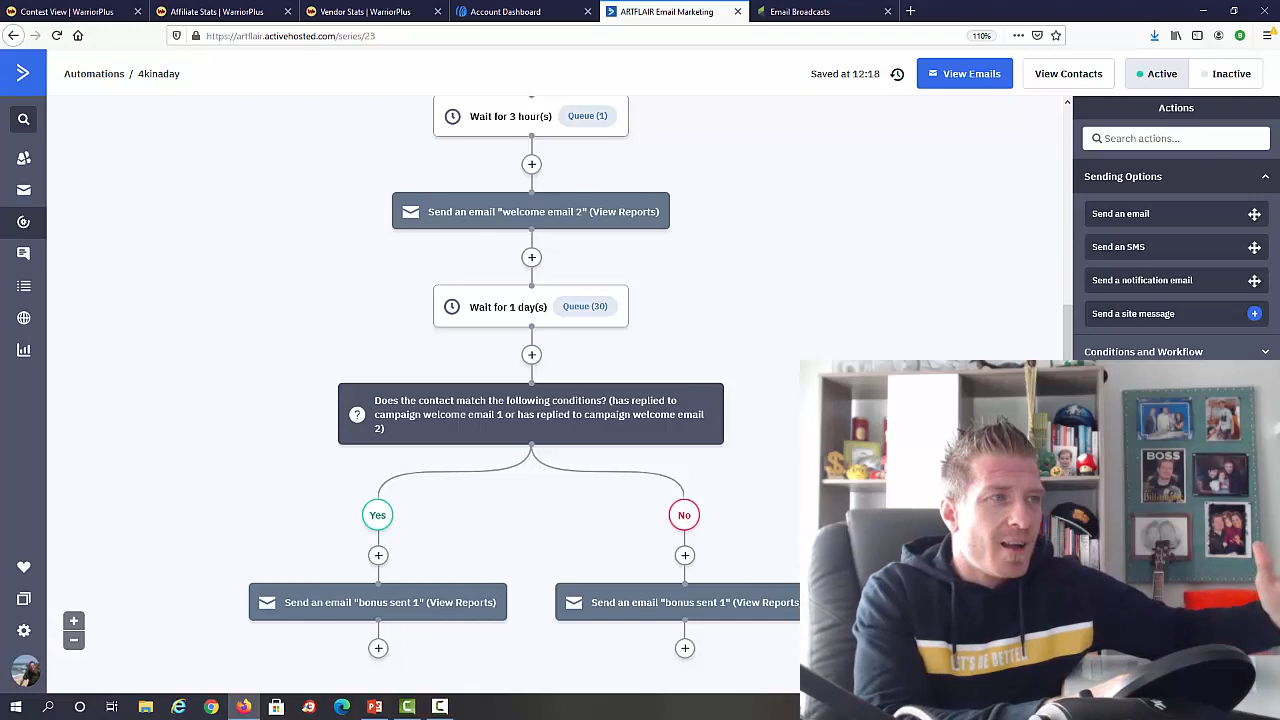 Contest View | WarriorPlus
Affiliate Stats | WarriorPlus
Vendor Stats | WarriorPlus
Account Dashboard
ARTFLAIR Email Marketing
Email Broadcasts
https://artflair.activehosted.com/series/23
110%
Automations / 4kinaday
Saved at 12:18
View Emails
View Contacts
Active
Inactive
Actions
Search actions...
Sending Options
Send an email
Send an SMS
Send a notification email
Send a site message
Conditions and Workflow
Wait for 3 hour(s) Queue (1)
Send an email "welcome email 2" (View Reports)
Wait for 1 day(s) Queue (30)
Does the contact match the following conditions? (has replied to
campaign welcome email 1 or has replied to campaign welcome email
2)
Yes
No
Send an email "bonus sent 1" (View Reports)
Send an email "bonus sent 1" (View Reports
BOSS
LET'S BE BETTER